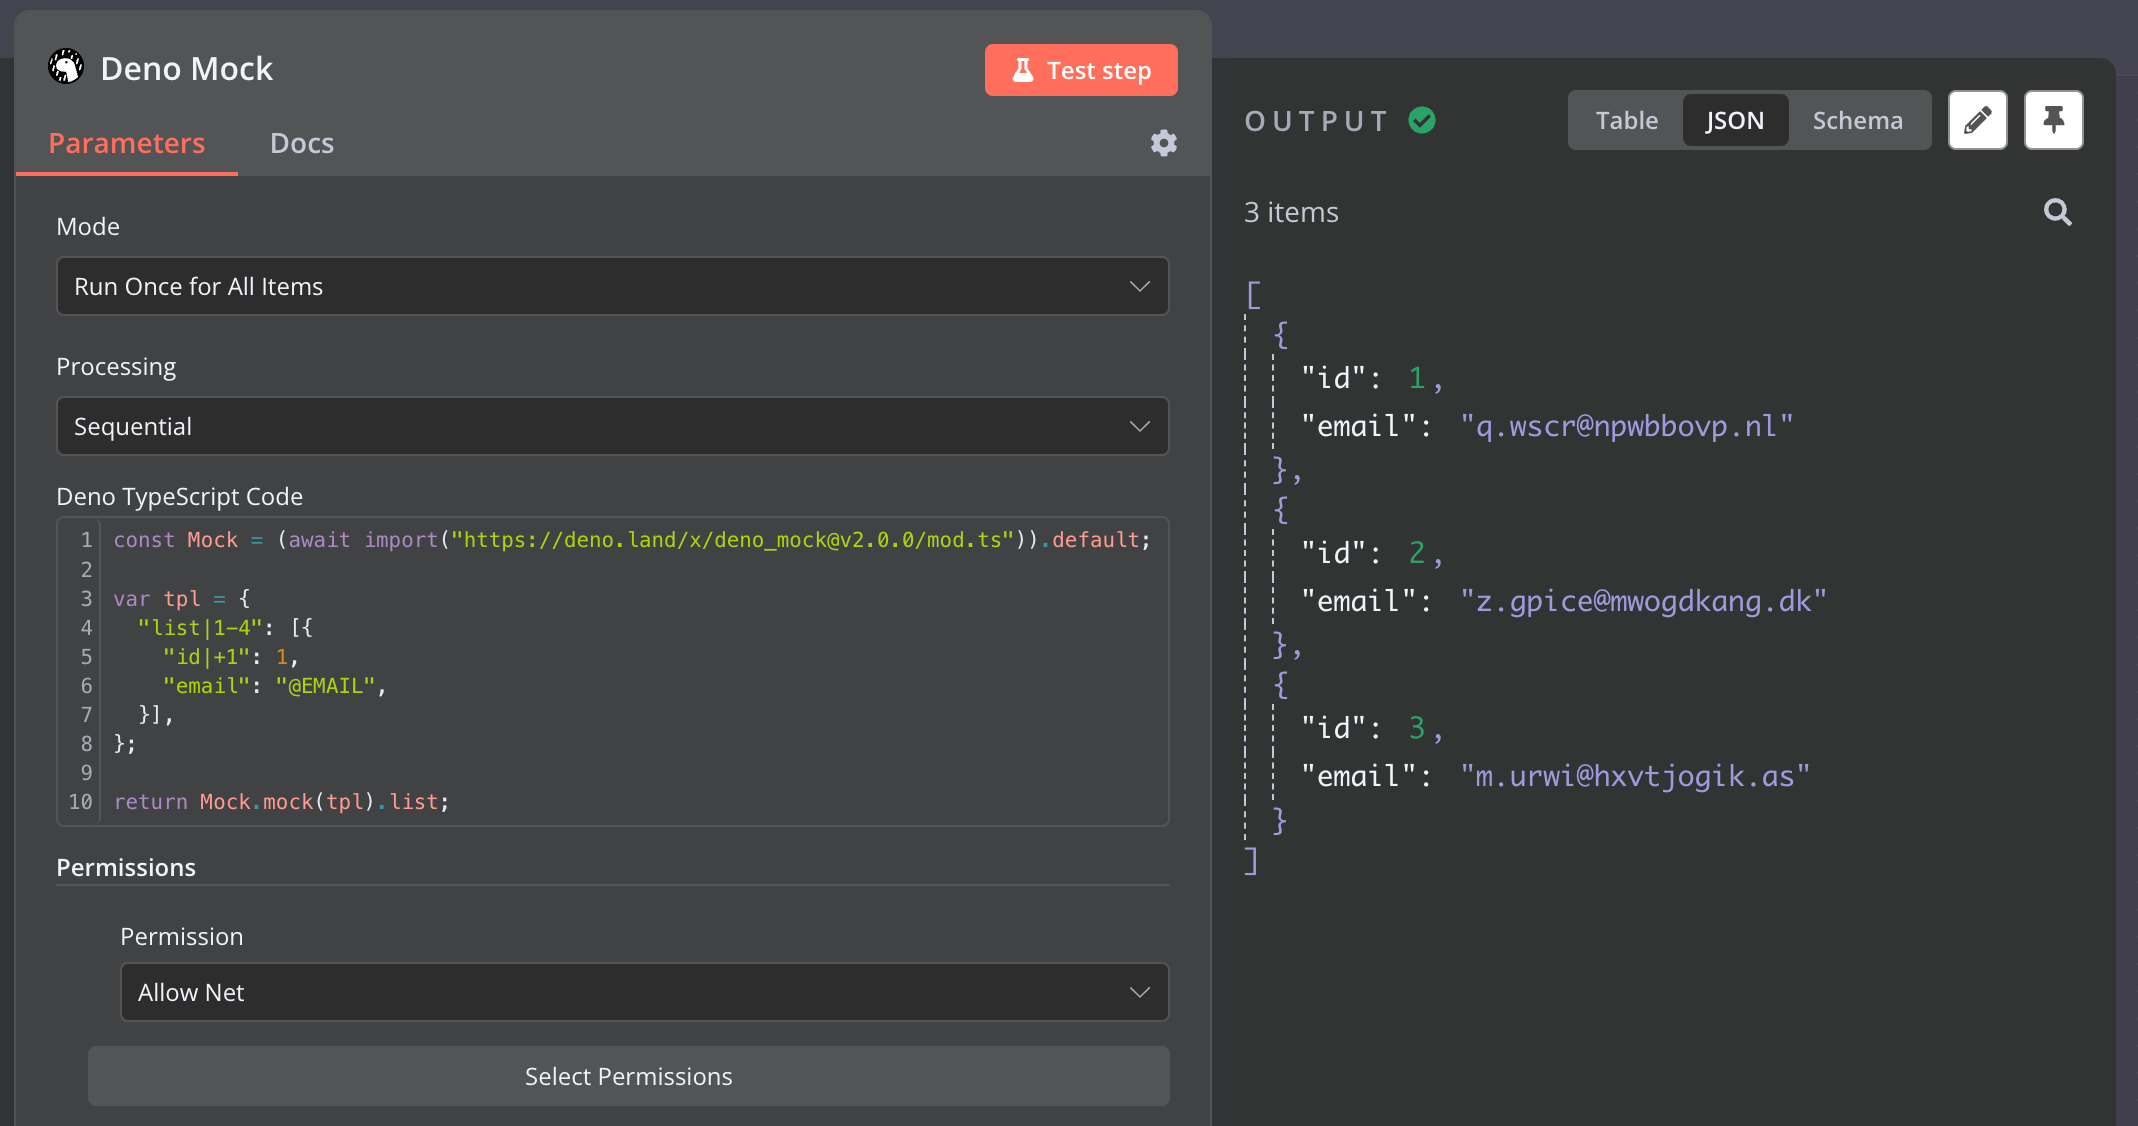 Deno Mock
Test step
Parameters
Docs
Mode
Run Once for All Items
Processing
Sequential
Deno TypeScript Code
1 const Mock = (await import("https://deno.land/x/deno_mock@v2.0.0/mod.ts")).default;
2
3 var tpl = {
4   "list|1-4": [{
5     "id|+1": 1,
6     "email": "@EMAIL",
7   }],
8 };
9
10 return Mock.mock(tpl).list;
Permissions
Permission
Allow Net
Select Permissions
OUTPUT
Table JSON Schema
3 items
[
{
"id": 1,
"email": "q.wscr@npwbbovp.nl"
},
{
"id": 2,
"email": "z.gpice@mwogdkang.dk"
},
{
"id": 3,
"email": "m.urwi@hxvtjogik.as"
}
]